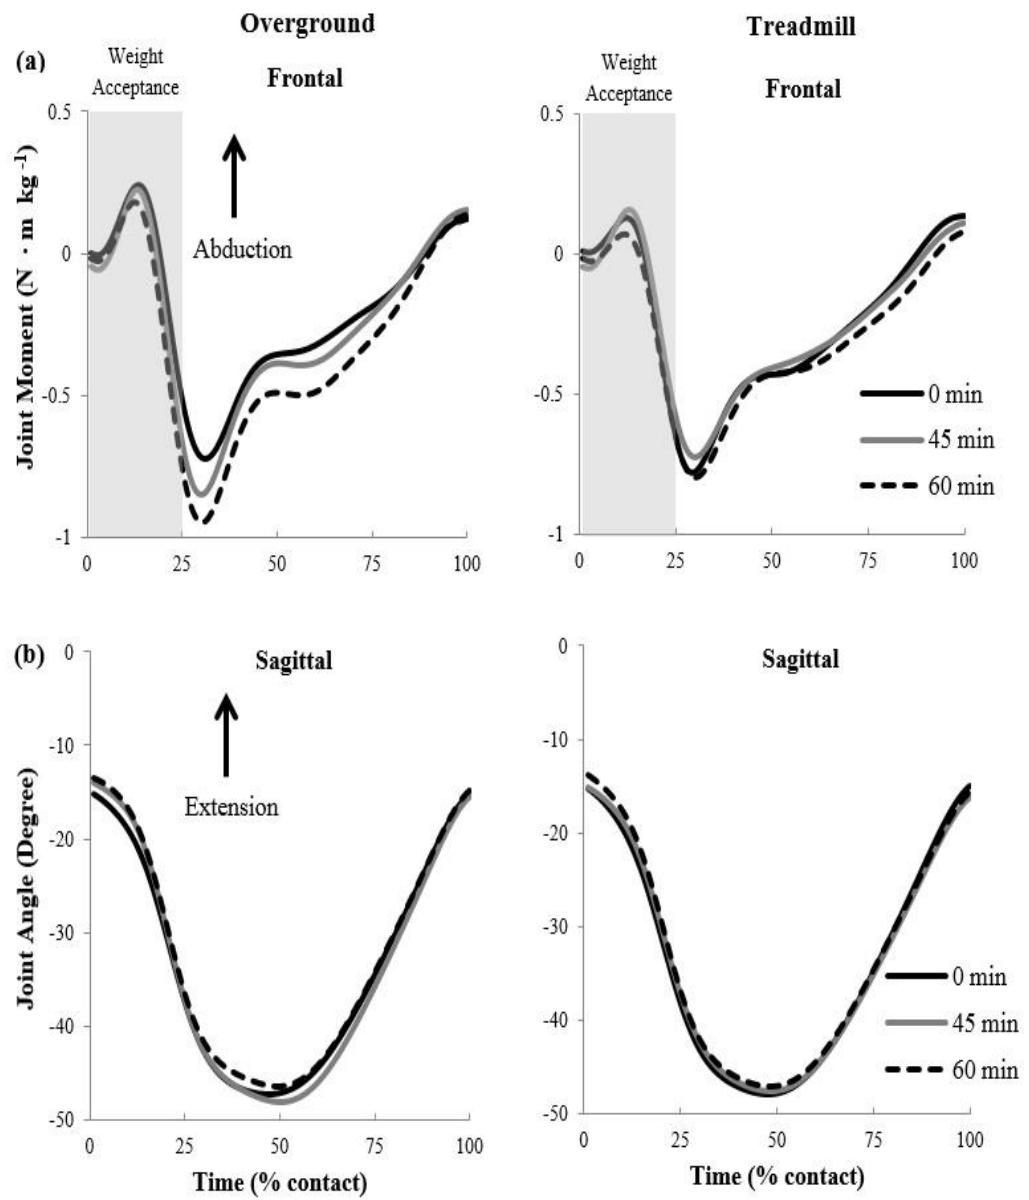 Overground
Treadmill
(a)
Weight
Acceptance
Frontal
Weight
Acceptance
Frontal
0.5
0
-0.5
-1
Joint Moment (N · m kg ⁻¹)
Abduction
0 25 50 75 100
0.5
0
-0.5
-1
0 min
45 min
60 min
0 25 50 75 100
(b)
Sagittal
0
-10
-20
-30
-40
-50
Joint Angle (Degree)
Extension
0 25 50 75 100
Time (% contact)
Sagittal
0
-10
-20
-30
-40
-50
0 min
45 min
60 min
0 25 50 75 100
Time (% contact)